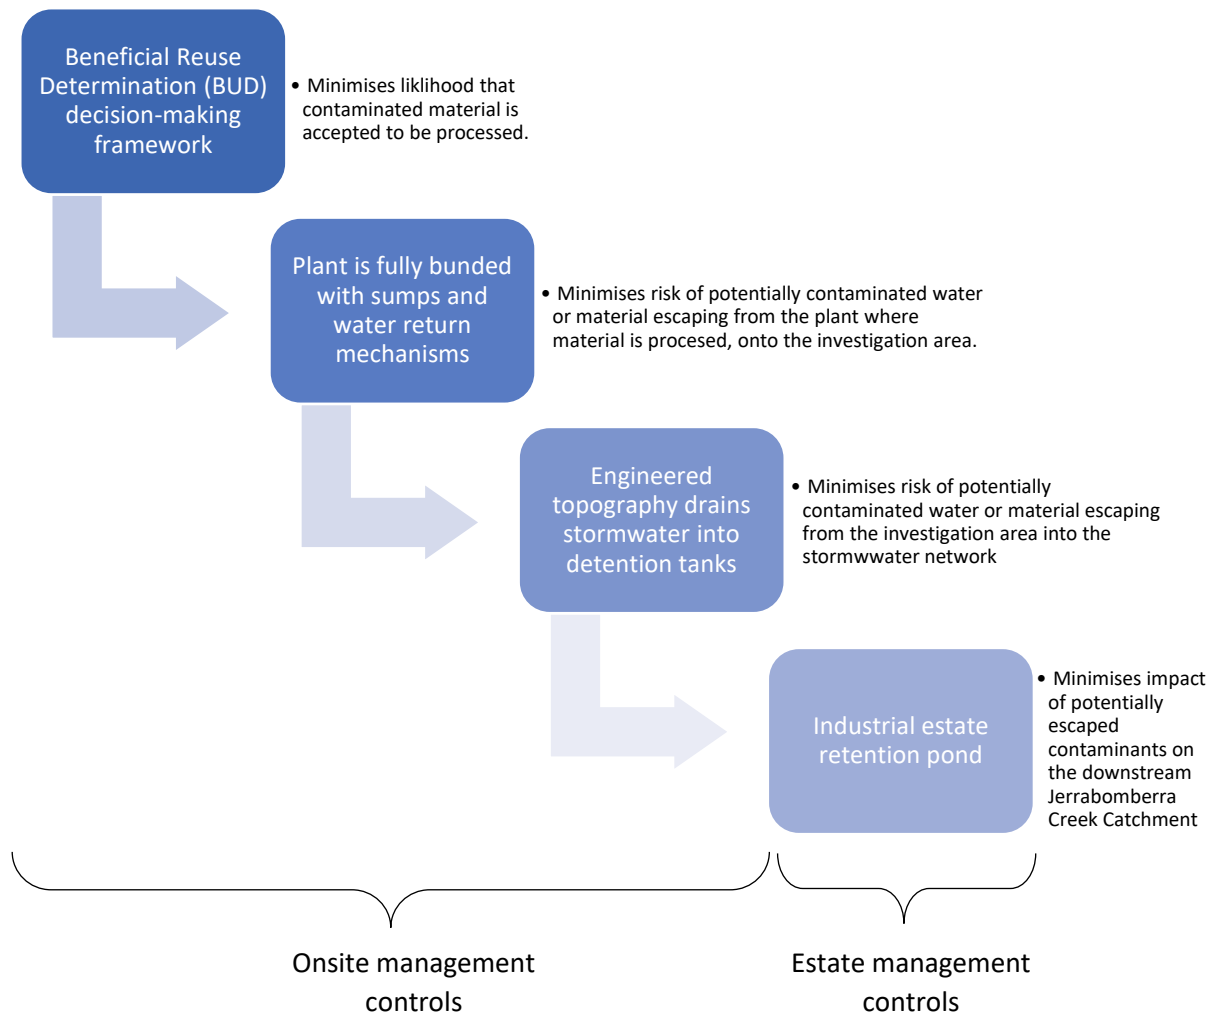 Beneficial Reuse
Determination (BUD)
decision-making
framework
• Minimises liklihood that
contaminated material is
accepted to be processed.
Plant is fully bunded
with sumps and
water return
mechanisms
• Minimises risk of potentially contaminated water
or material escaping from the plant where
material is procesed, onto the investigation area.
Engineered
topography drains
stormwater into
detention tanks
• Minimises risk of potentially
contaminated water or material escaping
from the investigation area into the
stormwwater network
Industrial estate
retention pond
• Minimises impact
of potentially
escaped
contaminants on
the downstream
Jerrabomberra
Creek Catchment
Onsite management
controls
Estate management
controls